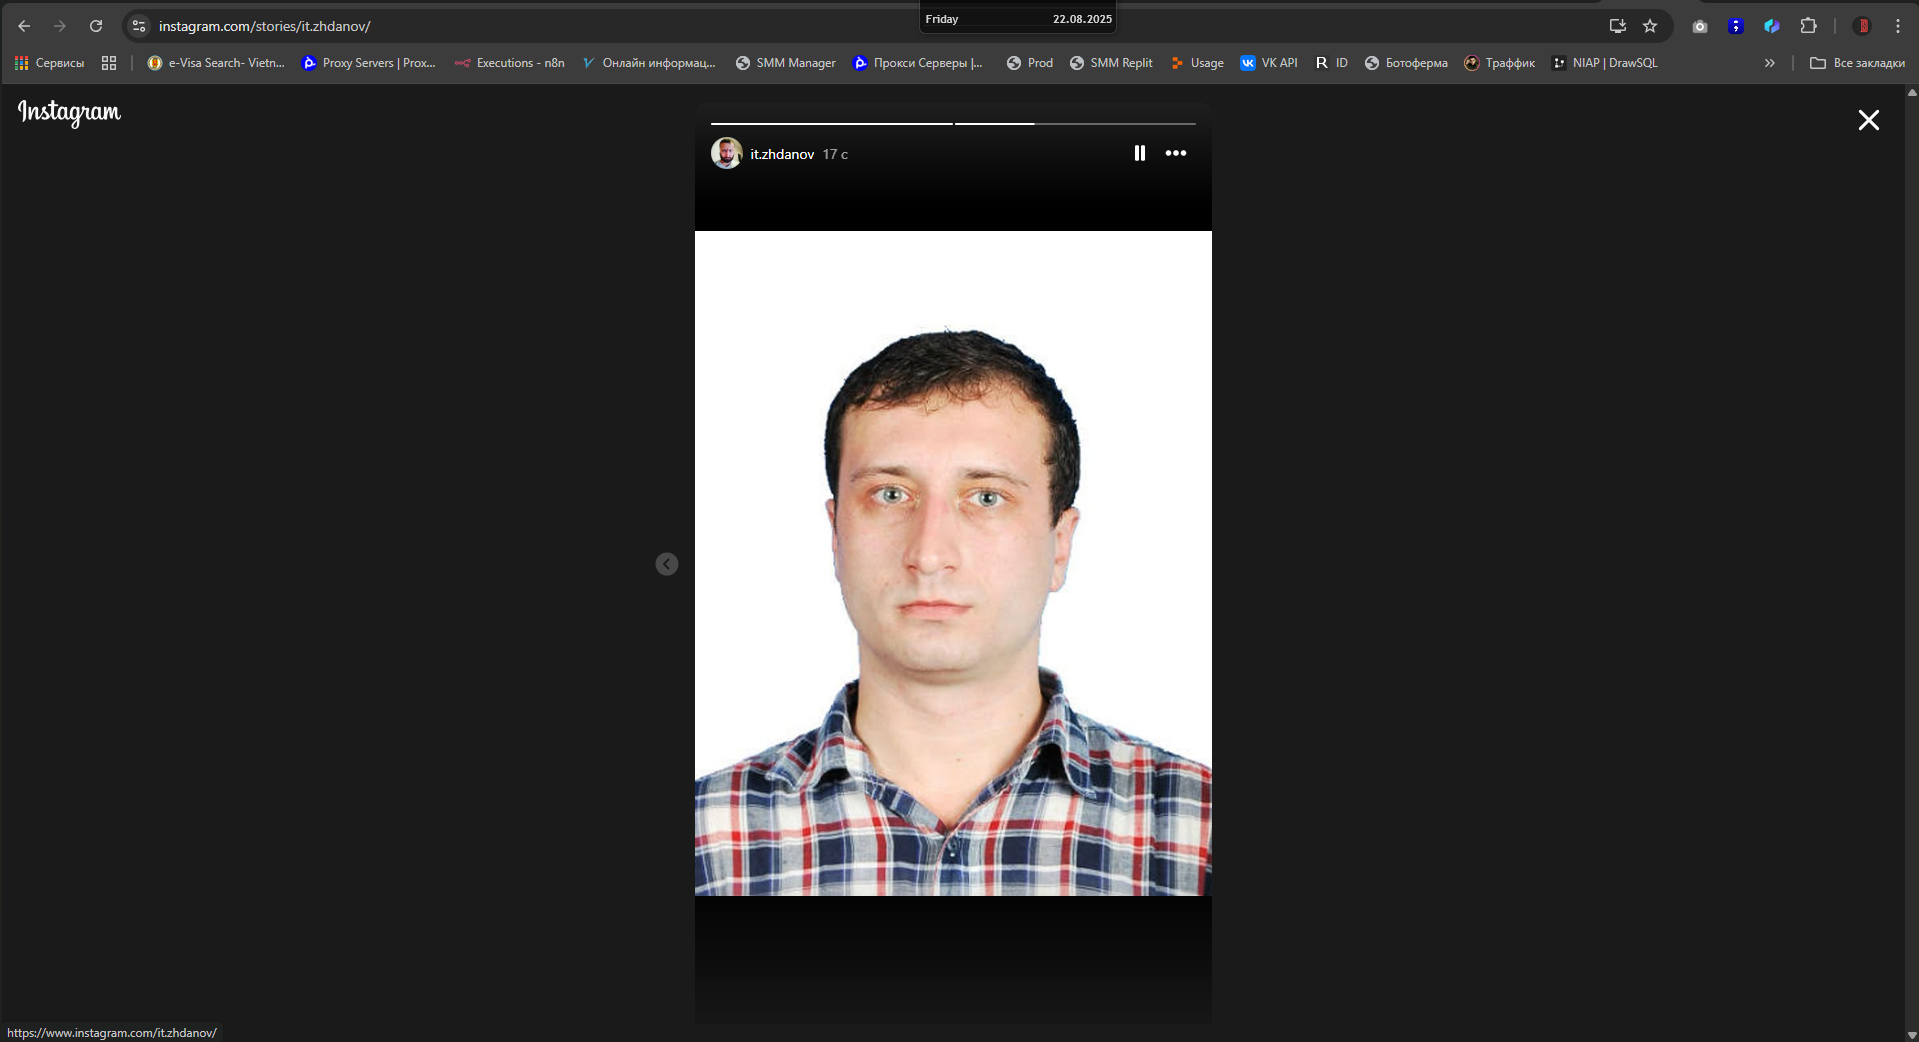 instagram.com/stories/it.zhdanov/
Friday 22.08.2025
Сервисы e-Visa Search- Vietn... Proxy Servers | Prox... Executions - n8n Онлайн информац... SMM Manager Прокси Серверы |... Prod SMM Replit Usage VK API ID Ботоферма Траффик NIAP | DrawSQL » Все закладки
Instagram
it.zhdanov 17 с
https://www.instagram.com/it.zhdanov/